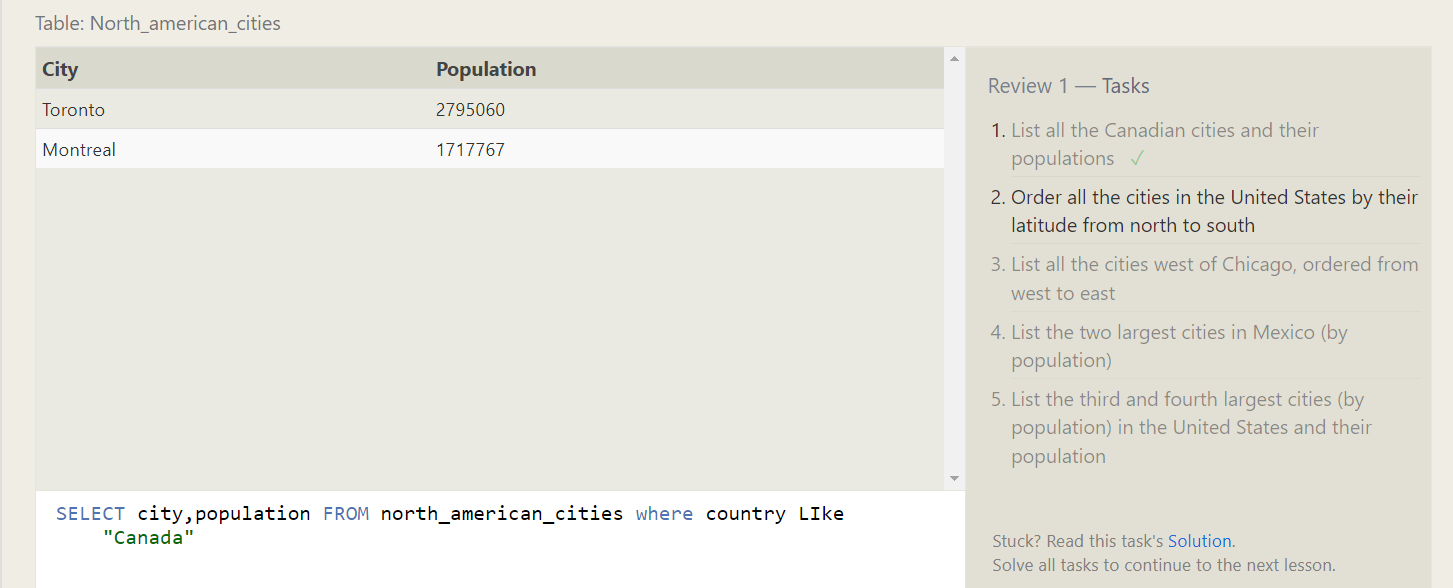 Table: North_american_cities
City Population
Toronto 2795060
Montreal 1717767
SELECT city,population FROM north_american_cities where country LIke
"Canada"
Review 1 — Tasks
1. List all the Canadian cities and their
populations ✓
2. Order all the cities in the United States by their
latitude from north to south
3. List all the cities west of Chicago, ordered from
west to east
4. List the two largest cities in Mexico (by
population)
5. List the third and fourth largest cities (by
population) in the United States and their
population
Stuck? Read this task's Solution.
Solve all tasks to continue to the next lesson.